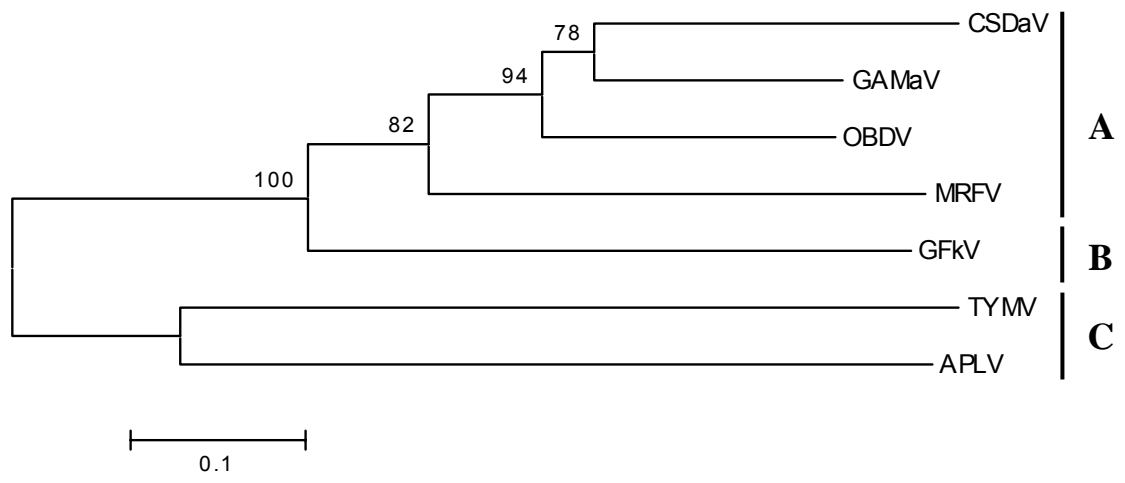 CSDaV
78
GAMaV
94
A
82
OBDV
100
MRFV
GFkV
B
TYMV
C
APLV
0.1